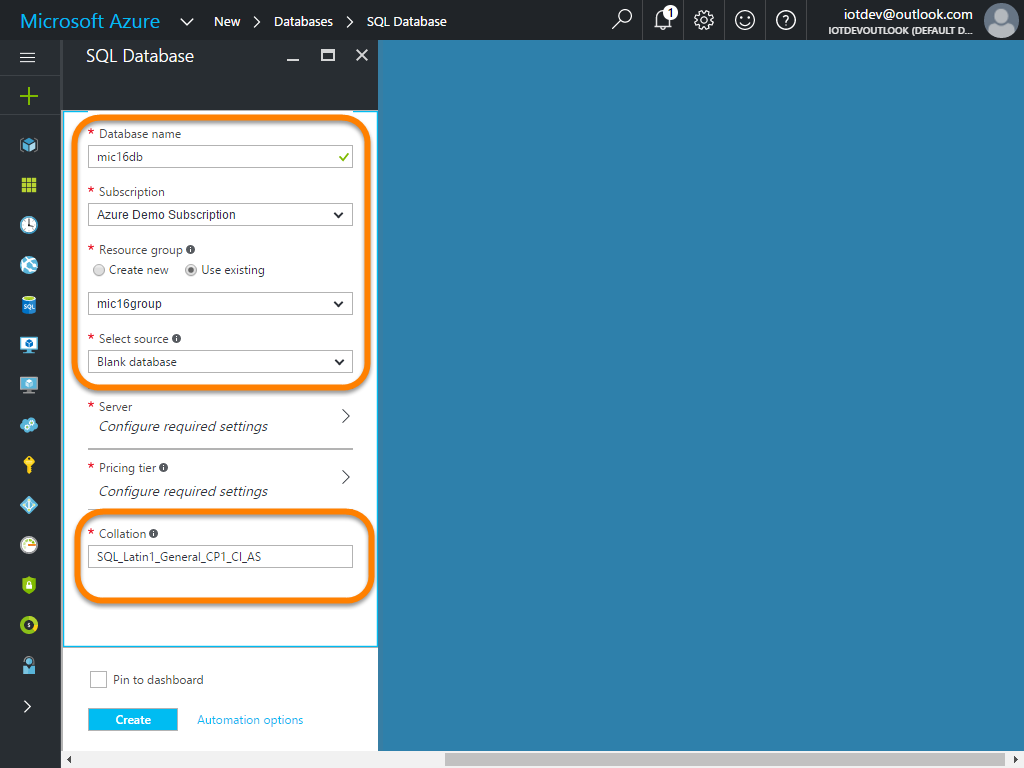 Microsoft Azure New Databases SQL Database 1 iotdev@outlook.com
IOTDEVOUTLOOK (DEFAULT D...
SQL Database
* Database name
mic16db
* Subscription
Azure Demo Subscription
* Resource group
Create new Use existing
mic16group
* Select source
Blank database
* Server
Configure required settings
* Pricing tier
Configure required settings
* Collation
SQL_Latin1_General_CP1_CI_AS
Pin to dashboard
Create Automation options
SQL